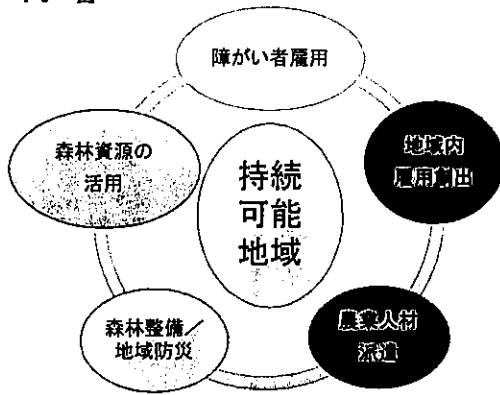 障がい者雇用
地域内
雇用創出
農業人材
派遣
森林整備／
地域防災
森林資源の
活用
持続
可能
地域